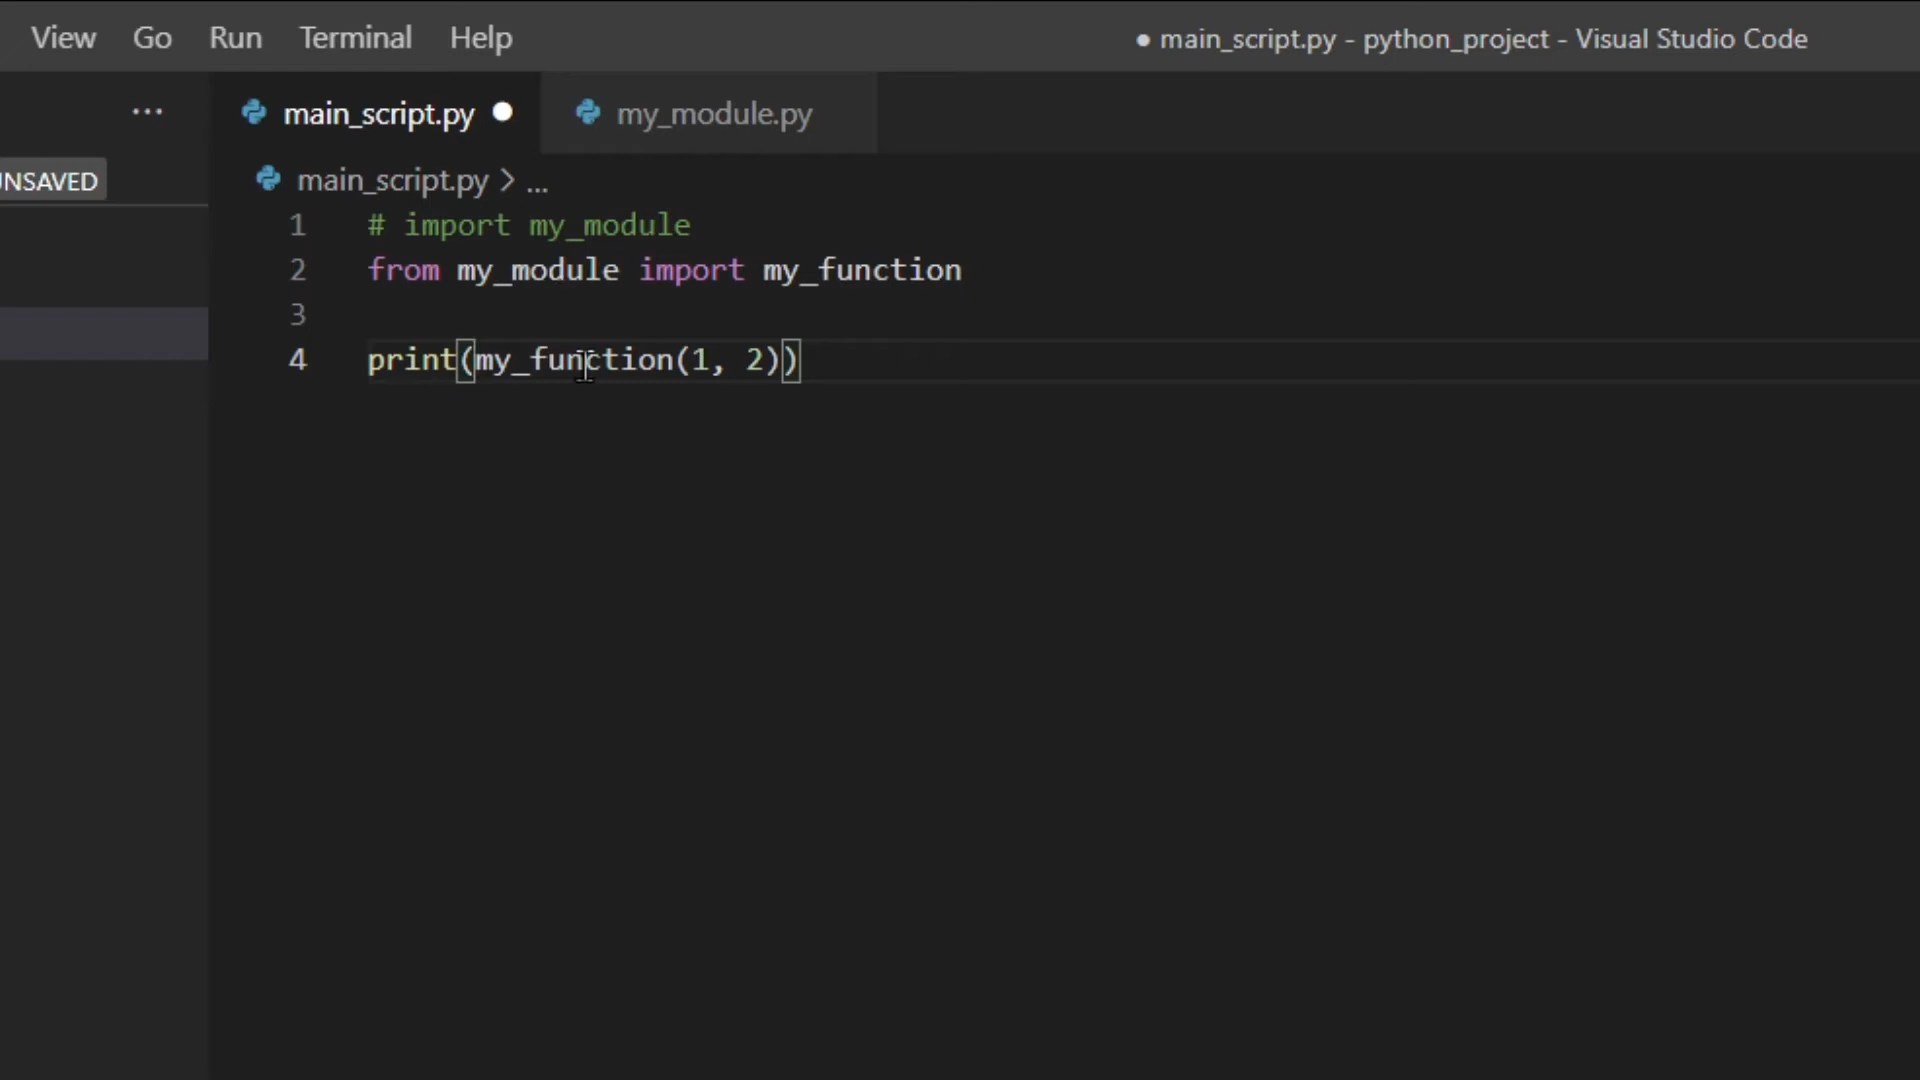 View Go Run Terminal Help
● main_script.py - python_project - Visual Studio Code
... main_script.py ● my_module.py
UNSAVED
main_script.py > ...
1 # import my_module
2 from my_module import my_function
3
4 print(my_function(1, 2))